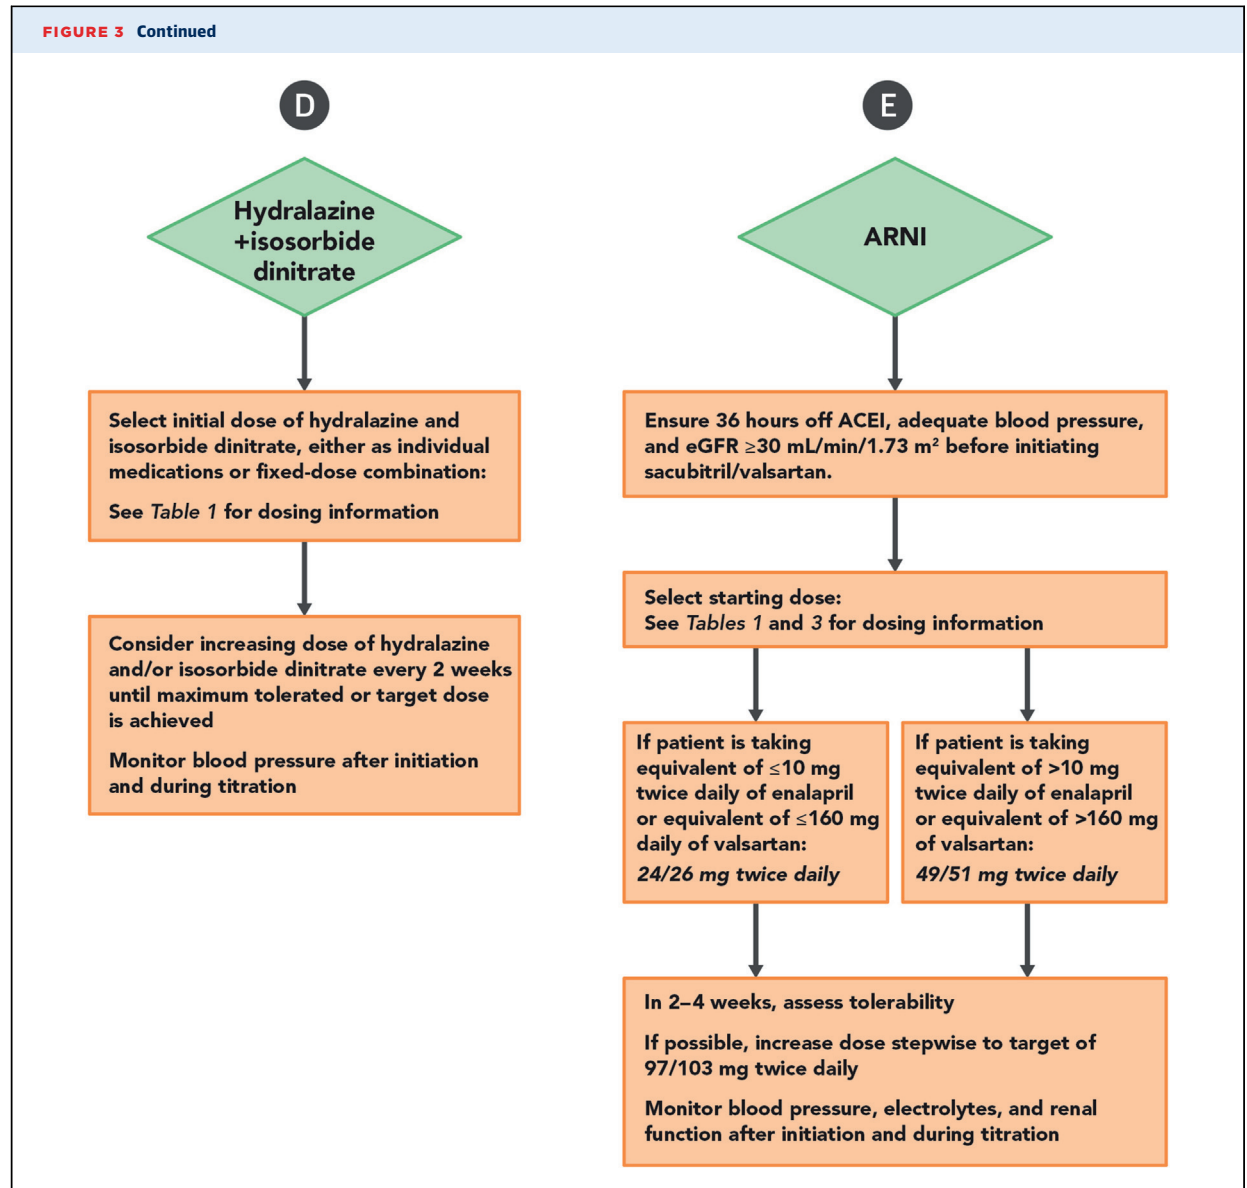 FIGURE 3 Continued
D
Hydralazine
+isosorbide
dinitrate
Select initial dose of hydralazine and
isosorbide dinitrate, either as individual
medications or fixed-dose combination:
See Table 1 for dosing information
Consider increasing dose of hydralazine
and/or isosorbide dinitrate every 2 weeks
until maximum tolerated or target dose
is achieved
Monitor blood pressure after initiation
and during titration
E
ARNI
Ensure 36 hours off ACEI, adequate blood pressure,
and eGFR ≥30 mL/min/1.73 m² before initiating
sacubitril/valsartan.
Select starting dose:
See Tables 1 and 3 for dosing information
If patient is taking
equivalent of ≤10 mg
twice daily of enalapril
or equivalent of ≤160 mg
daily of valsartan:
24/26 mg twice daily
If patient is taking
equivalent of >10 mg
twice daily of enalapril
or equivalent of >160 mg
of valsartan:
49/51 mg twice daily
In 2–4 weeks, assess tolerability
If possible, increase dose stepwise to target of
97/103 mg twice daily
Monitor blood pressure, electrolytes, and renal
function after initiation and during titration